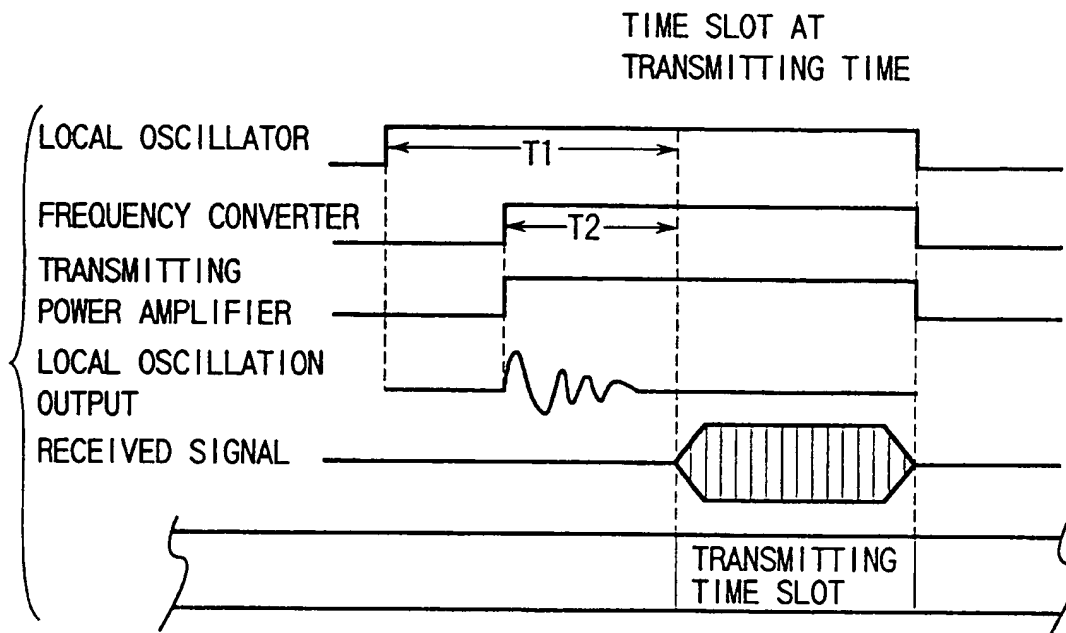 TIME SLOT AT
TRANSMITTING TIME
LOCAL OSCILLATOR
T1
FREQUENCY CONVERTER
T2
TRANSMITTING
POWER AMPLIFIER
LOCAL OSCILLATION
OUTPUT
RECEIVED SIGNAL
TRANSMITTING
TIME SLOT